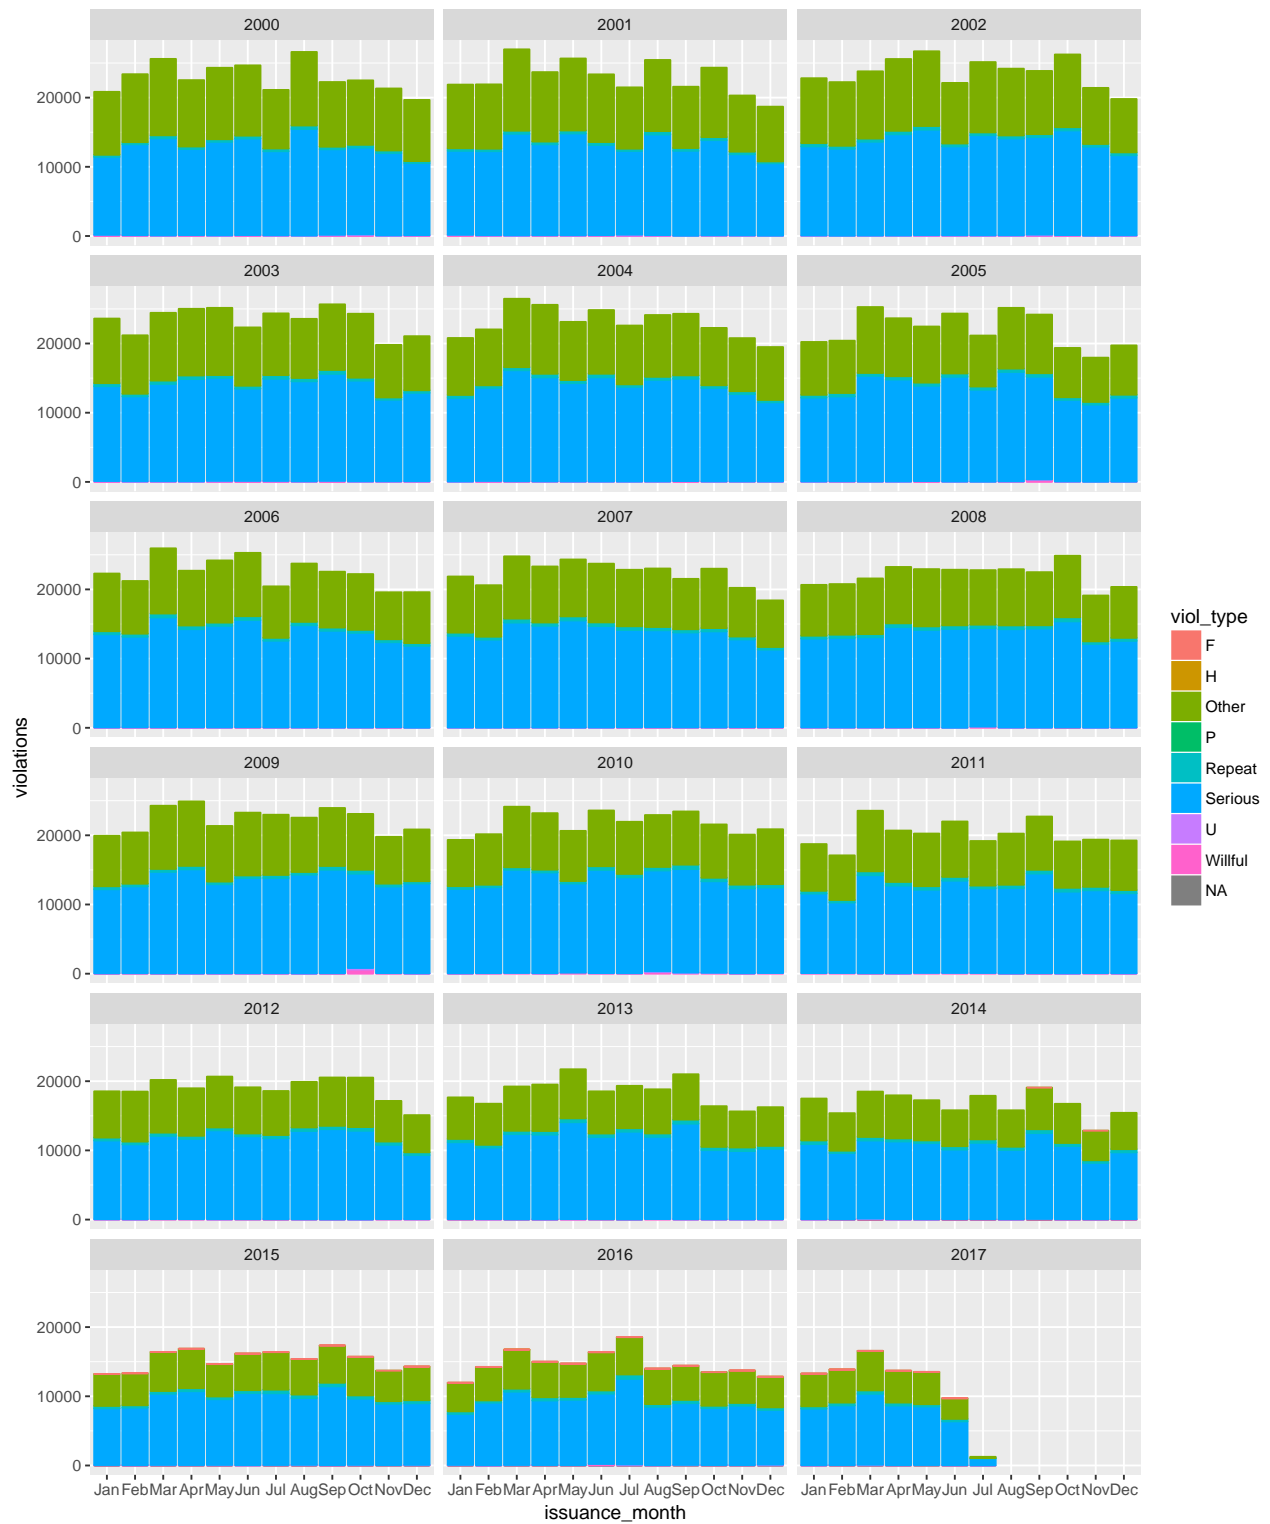 2000 2001 2002
20000
10000
0
2003 2004 2005
20000
10000
0
2006 2007 2008
20000
10000
0
2009 2010 2011
20000
10000
0
2012 2013 2014
20000
10000
0
2015 2016 2017
20000
10000
0
Jan Feb Mar Apr May Jun Jul Aug Sep Oct Nov Dec Jan Feb Mar Apr May Jun Jul Aug Sep Oct Nov Dec Jan Feb Mar Apr May Jun Jul Aug Sep Oct Nov Dec
issuance_month
violations
viol_type
F
H
Other
P
Repeat
Serious
U
Willful
NA